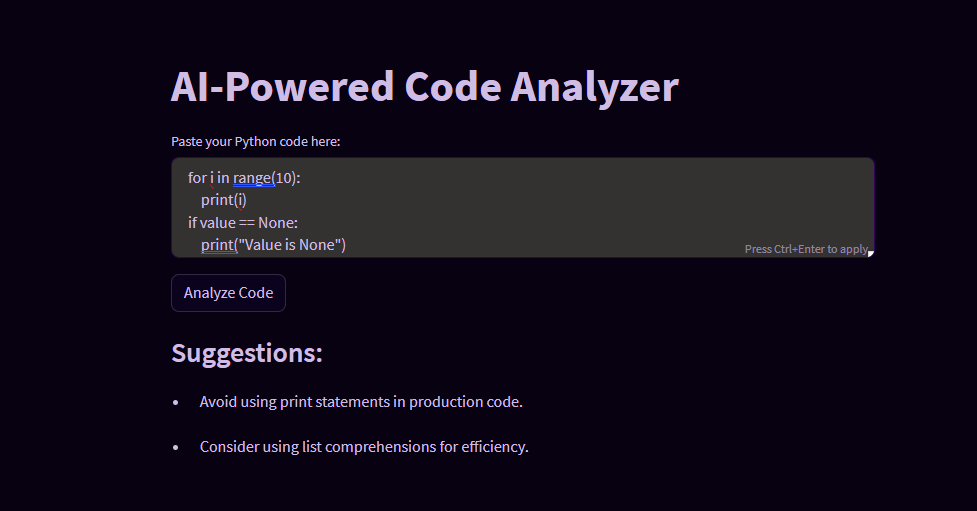 AI-Powered Code Analyzer
Paste your Python code here:
for i in range(10):
    print(i)
if value == None:
    print("Value is None")
Press Ctrl+Enter to apply
Analyze Code
Suggestions:
• Avoid using print statements in production code.
• Consider using list comprehensions for efficiency.